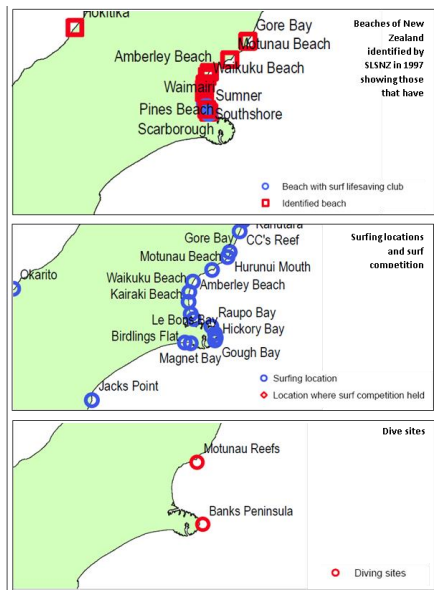 Beaches of New
Zealand
identified by
SLSNZ in 1997
showing those
that have
Hokitika
Gore Bay
Motunau Beach
Amberley Beach
Waikuku Beach
Waimairi
Sumner
Pines Beach
Southshore
Scarborough
Beach with surf lifesaving club
Identified beach
Surfing locations
and surf
competition
Kahutara
Gore Bay
CC's Reef
Motunau Beach
Hurunui Mouth
Okarito
Waikuku Beach
Amberley Beach
Kairaki Beach
Le Bons Bay
Raupo Bay
Hickory Bay
Birdlings Flat
Gough Bay
Magnet Bay
Jacks Point
Surfing location
Location where surf competition held
Dive sites
Motunau Reefs
Banks Peninsula
Diving sites